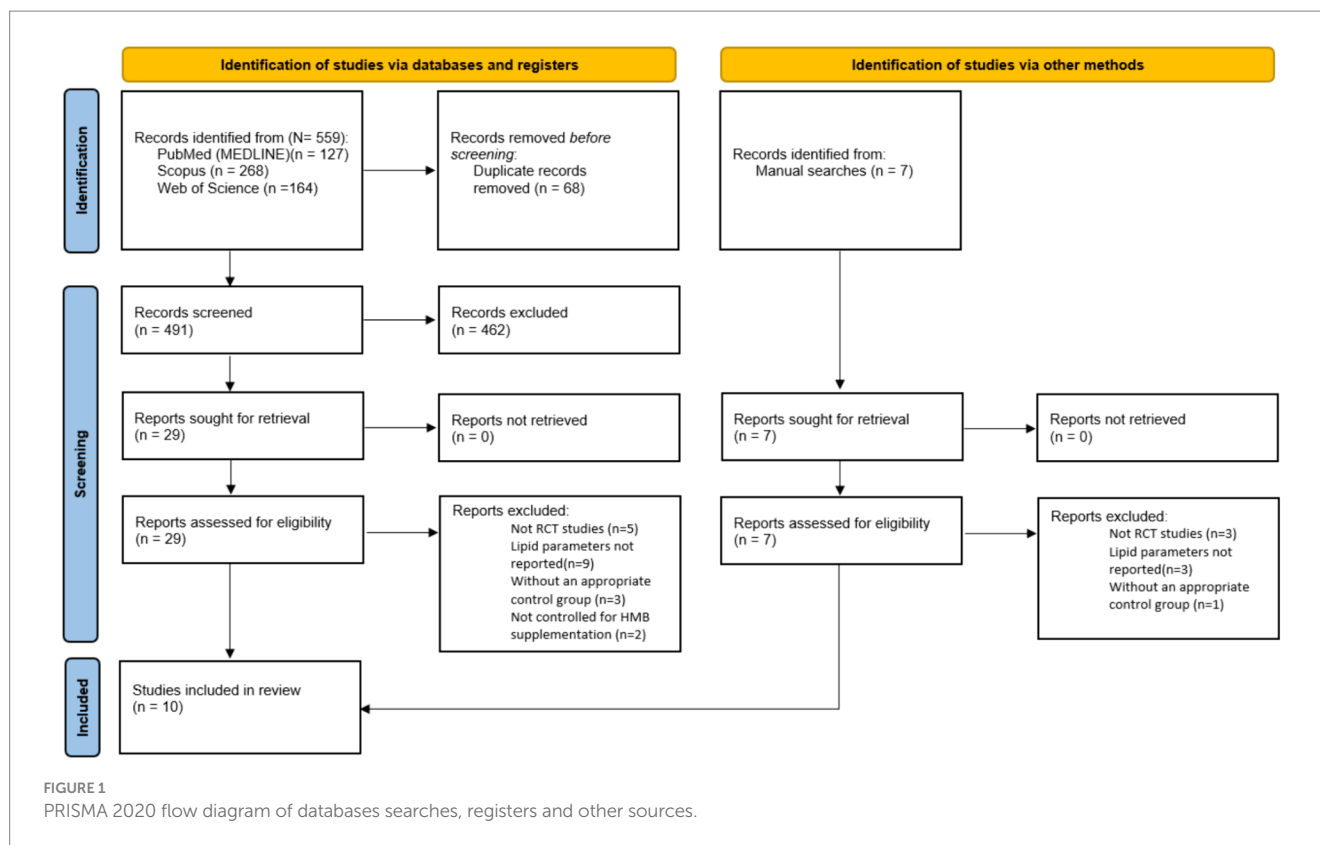 Identification of studies via databases and registers
Identification of studies via other methods
Identification
Records identified from (N= 559):
PubMed (MEDLINE)(n = 127)
Scopus (n = 268)
Web of Science (n =164)
Records removed before
screening:
Duplicate records
removed (n = 68)
Records identified from:
Manual searches (n = 7)
Screening
Records screened
(n = 491)
Records excluded
(n = 462)
Reports sought for retrieval
(n = 29)
Reports not retrieved
(n = 0)
Reports sought for retrieval
(n = 7)
Reports not retrieved
(n = 0)
Reports assessed for eligibility
(n = 29)
Reports excluded:
Not RCT studies (n=5)
Lipid parameters not
reported(n=9)
Without an appropriate
control group (n=3)
Not controlled for HMB
supplementation (n=2)
Reports assessed for eligibility
(n = 7)
Reports excluded:
Not RCT studies (n=3)
Lipid parameters not
reported(n=3)
Without an appropriate
control group (n=1)
Included
Studies included in review
(n = 10)
FIGURE 1
PRISMA 2020 flow diagram of databases searches, registers and other sources.